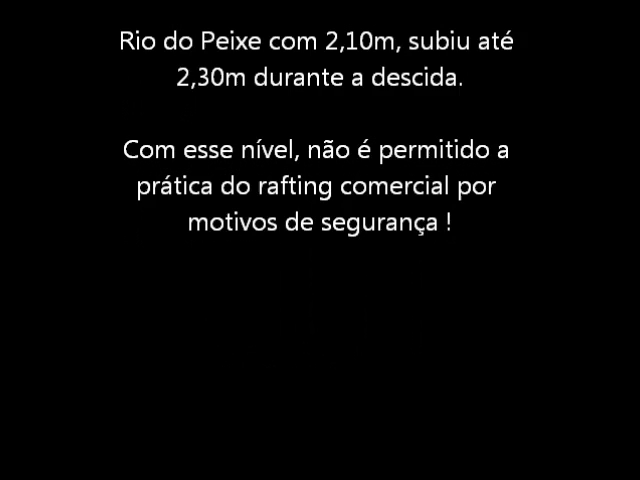 Rio do Peixe com 2,10m, subiu até
2,30m durante a descida.
Com esse nível, não é permitido a
prática do rafting comercial por
motivos de segurança !